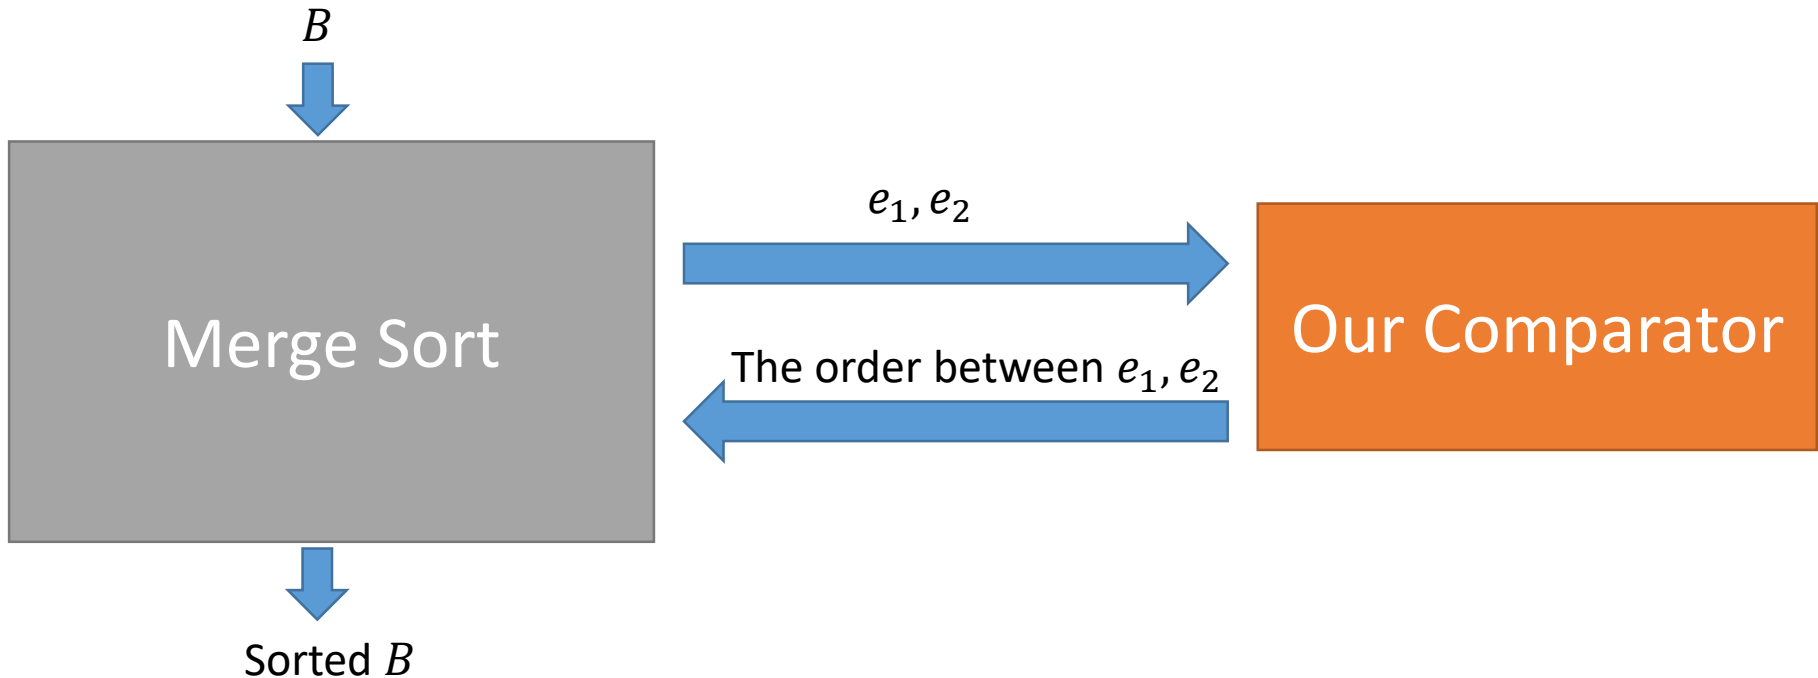 B
e₁, e₂
Merge Sort
Our Comparator
The order between e₁, e₂
Sorted B